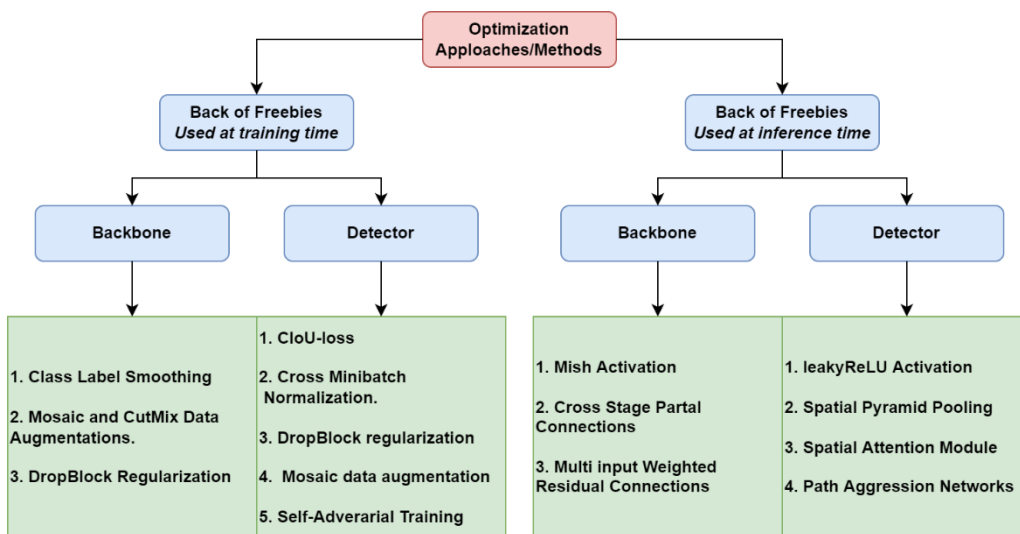 Optimization
Apploaches/Methods
Back of Freebies
Used at training time
Back of Freebies
Used at inference time
Backbone
Detector
Backbone
Detector
1. Class Label Smoothing
2. Mosaic and CutMix Data
Augmentations.
3. DropBlock Regularization
1. CIoU-loss
2. Cross Minibatch
Normalization.
3. DropBlock regularization
4. Mosaic data augmentation
5. Self-Adverarial Training
1. Mish Activation
2. Cross Stage Partal
Connections
3. Multi input Weighted
Residual Connections
1. leakyReLU Activation
2. Spatial Pyramid Pooling
3. Spatial Attention Module
4. Path Aggression Networks